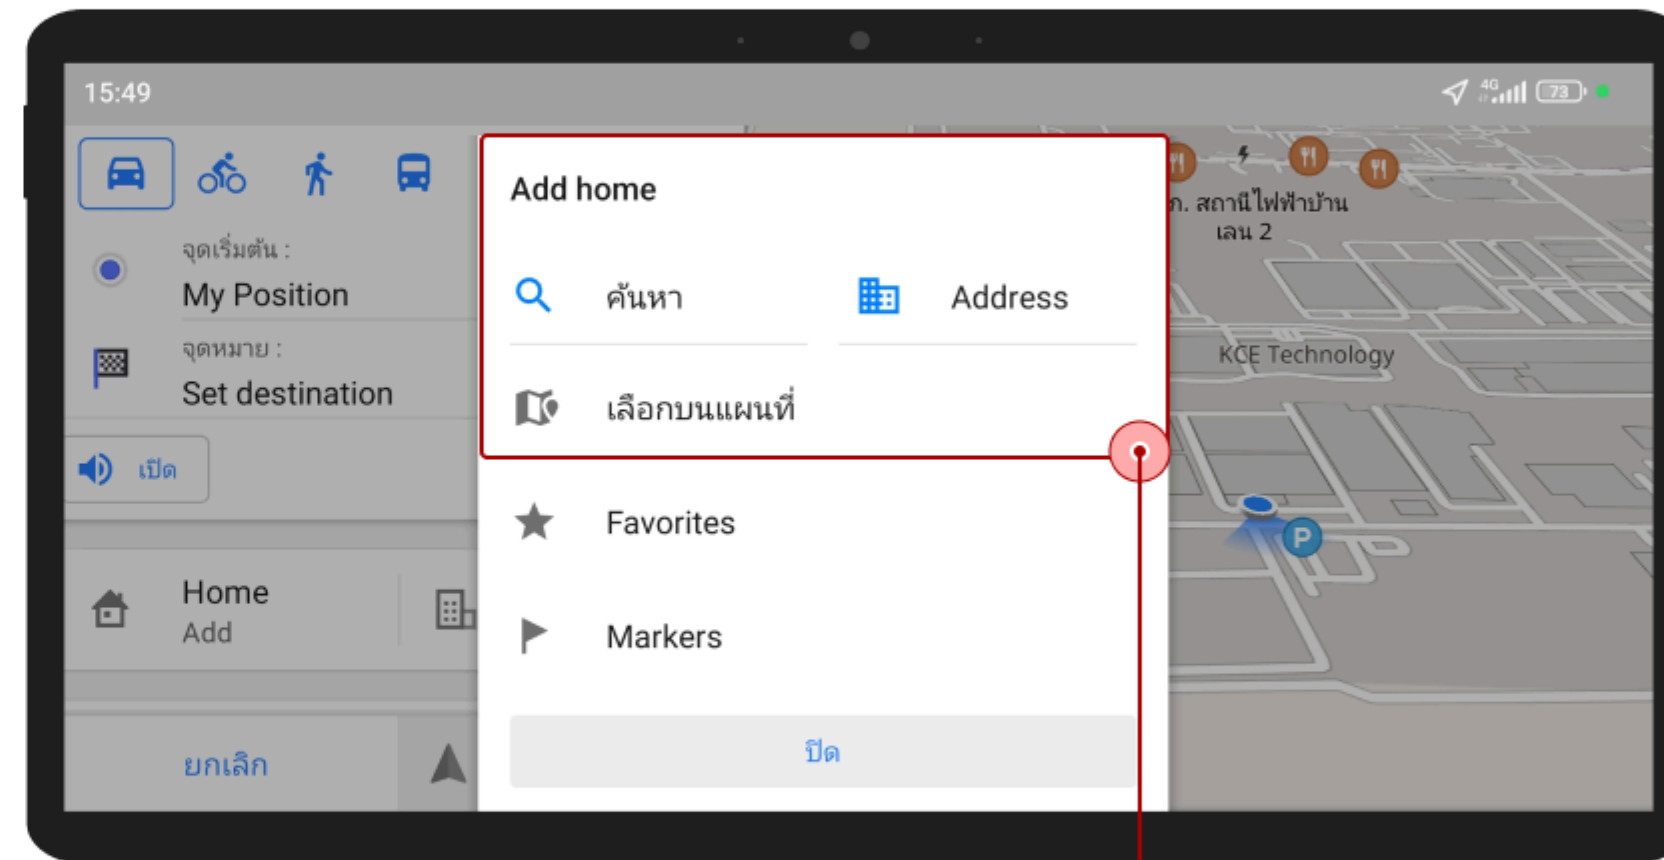 15:49
4G
73
จุดเริ่มต้น :
My Position
จุดหมาย :
Set destination
เปิด
Home
Add
ยกเลิก
Add home
ค้นหา
Address
เลือกบนแผนที่
Favorites
Markers
ปิด
ก. สถานีไฟฟ้าบ้าน
เลน 2
KCE Technology
P